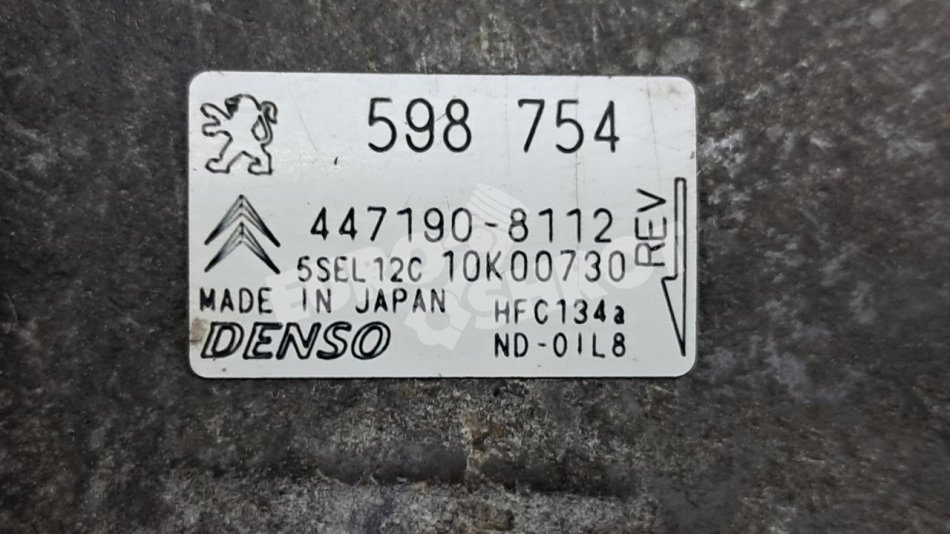 598 754
447190-8112
5SEL12C 10K00730
REV
MADE IN JAPAN HFC134a
DENSO ND-OIL8